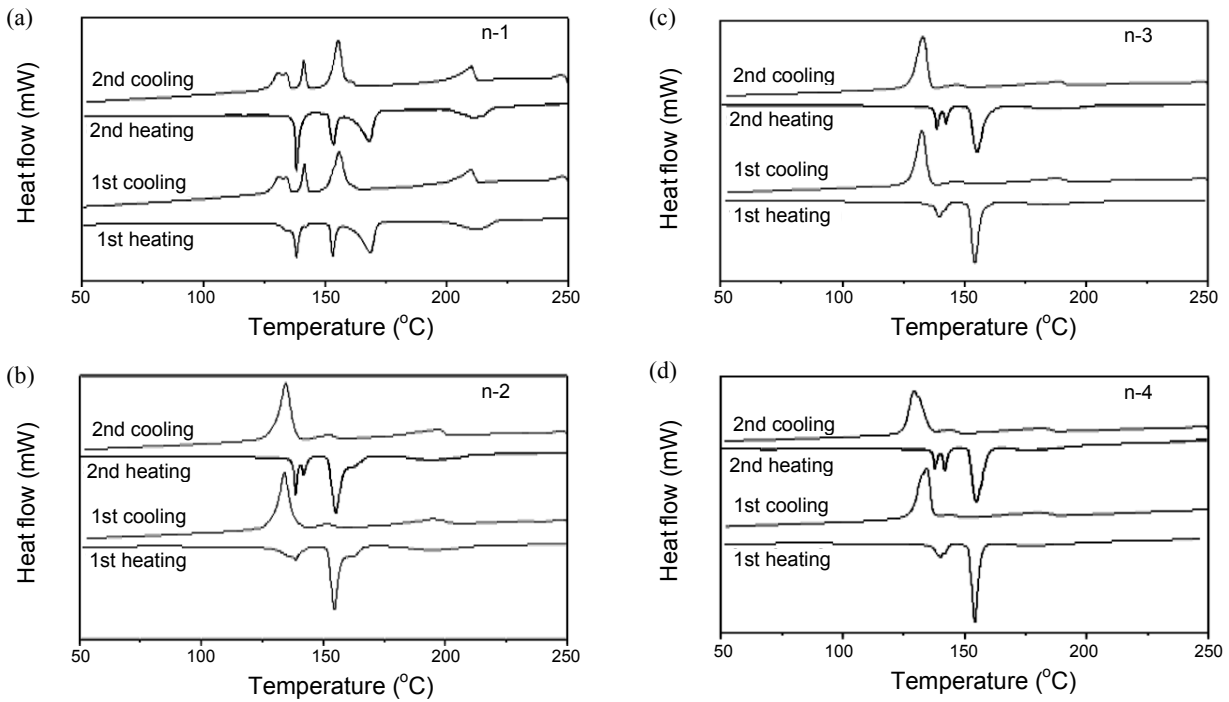 (a)
n-1
2nd cooling
2nd heating
1st cooling
1st heating
Heat flow (mW)
50 100 150 200 250
Temperature (°C)
(b)
n-2
2nd cooling
2nd heating
1st cooling
1st heating
Heat flow (mW)
50 100 150 200 250
Temperature (°C)
(c)
n-3
2nd cooling
2nd heating
1st cooling
1st heating
Heat flow (mW)
50 100 150 200 250
Temperature (°C)
(d)
n-4
2nd cooling
2nd heating
1st cooling
1st heating
Heat flow (mW)
50 100 150 200 250
Temperature (°C)